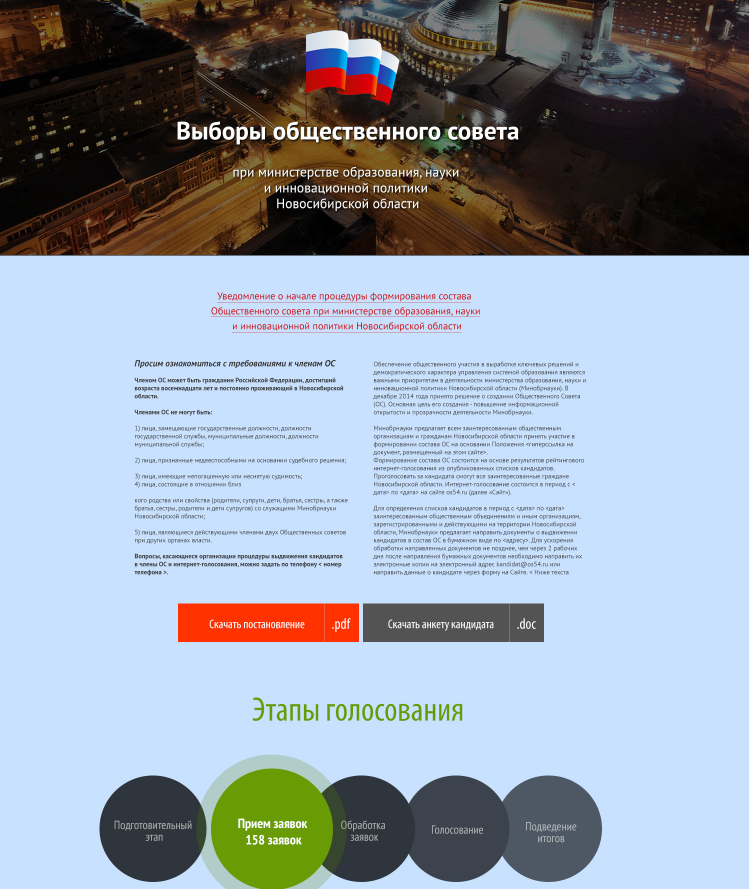 Выборы общественного совета
при министерстве образования, науки
и инновационной политики
Новосибирской области
Уведомление о начале процедуры формирования состава
Общественного совета при министерстве образования, науки
и инновационной политики Новосибирской области
Просим ознакомиться с требованиями к членам ОС
Членом ОС может быть гражданин Российской Федерации, достигший
возраста восемнадцати лет и постоянно проживающий в Новосибирской
области.
Членами ОС не могут быть:
1) лица, замещающие государственные должности, должности
государственной службы, муниципальные должности, должности
муниципальной службы;
2) лица, признанные недееспособными на основании судебного решения;
3) лица, имеющие непогашенную или неснятую судимость;
4) лица, состоящие в отношении близ
кого родства или свойства (родители, супруги, дети, братья, сестры, а также
братья, сестры, родители и дети супругов) со служащими Минобрнауки
Новосибирской области;
5) лица, являющиеся действующими членами двух Общественных советов
при других органах власти.
Вопросы, касающиеся организации процедуры выдвижения кандидатов
в члены ОС и интернет-голосования, можно задать по телефону < номер
телефона >.
Обеспечение общественного участия в выработке ключевых решений и
демократического характера управления системой образования являются
важными приоритетам в деятельности министерства образования, науки и
инновационной политики Новосибирской области (Минобрнауки). В
декабре 2014 года принято решение о создании Общественного Совета
(ОС). Основная цель его создания - повышение информационной
открытости и прозрачности деятельности Минобрнауки.
Минобрнауки предлагает всем заинтересованным общественным
организациям и гражданам Новосибирской области принять участие в
формировании состава ОС на основании Положения <гиперссылка на
документ, размещенный на этом сайте>.
Формирование состава ОС состоится на основе результатов рейтингового
интернет-голосования из опубликованных списков кандидатов.
Проголосовать за кандидата смогут все заинтересованные граждане
Новосибирской области. Интернет-голосование состоится в период с <
дата> по <дата> на сайте os54.ru (далее «Сайт»).
Для определения списков кандидатов в период с <дата> по <дата>
заинтересованным общественным объединениям и иным организациям,
зарегистрированными и действующими на территории Новосибирской
области, Минобрнауки предлагает направить документы о выдвижении
кандидатов в состав ОС в бумажном виде по <адресу>. Для ускорения
обработки направленных документов не позднее, чем через 2 рабочих
дня после направления бумажных документов необходимо направить их
электронные копии на электронный адрес kandidat@os54.ru или
направить данные о кандидате через форму на Сайте. < Ниже текста
Скачать постановление .pdf
Скачать анкету кандидата .doc
Этапы голосования
Подготовительный
этап
Прием заявок
158 заявок
Обработка
заявок
Голосование
Подведение
итогов